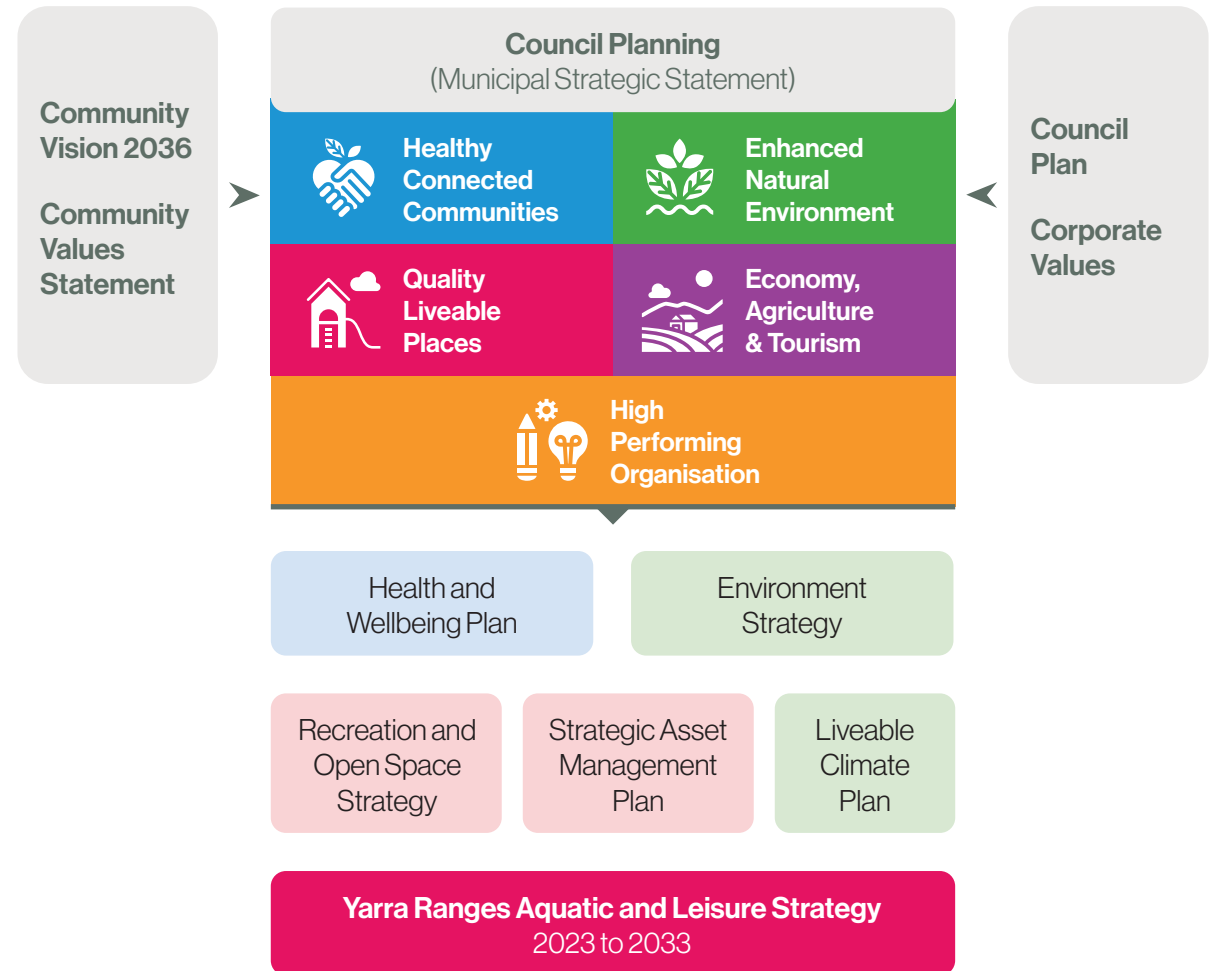 Community
Vision 2036
Community
Values
Statement
Council Planning
(Municipal Strategic Statement)
Healthy
Connected
Communities
Enhanced
Natural
Environment
Quality
Liveable
Places
Economy,
Agriculture
& Tourism
High
Performing
Organisation
Council
Plan
Corporate
Values
Health and
Wellbeing Plan
Environment
Strategy
Recreation and
Open Space
Strategy
Strategic Asset
Management
Plan
Liveable
Climate
Plan
Yarra Ranges Aquatic and Leisure Strategy
2023 to 2033